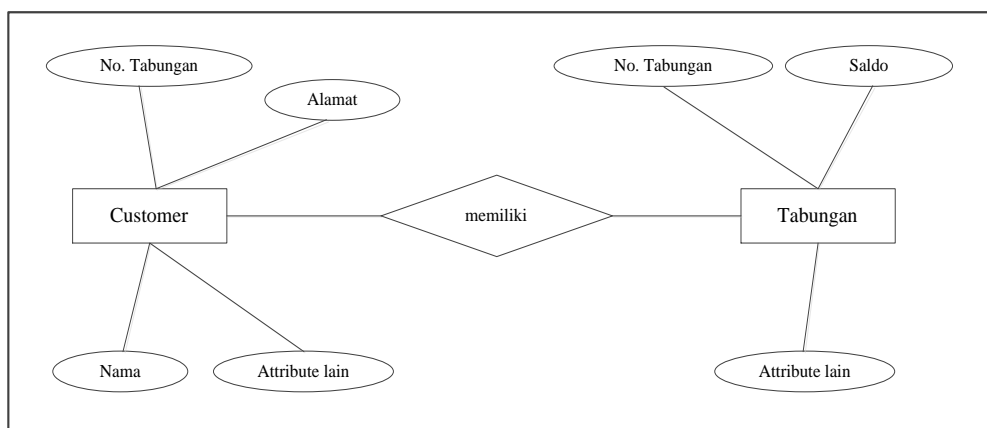 No. Tabungan
Alamat
Customer
Nama
Attribute lain
memiliki
No. Tabungan
Saldo
Tabungan
Attribute lain